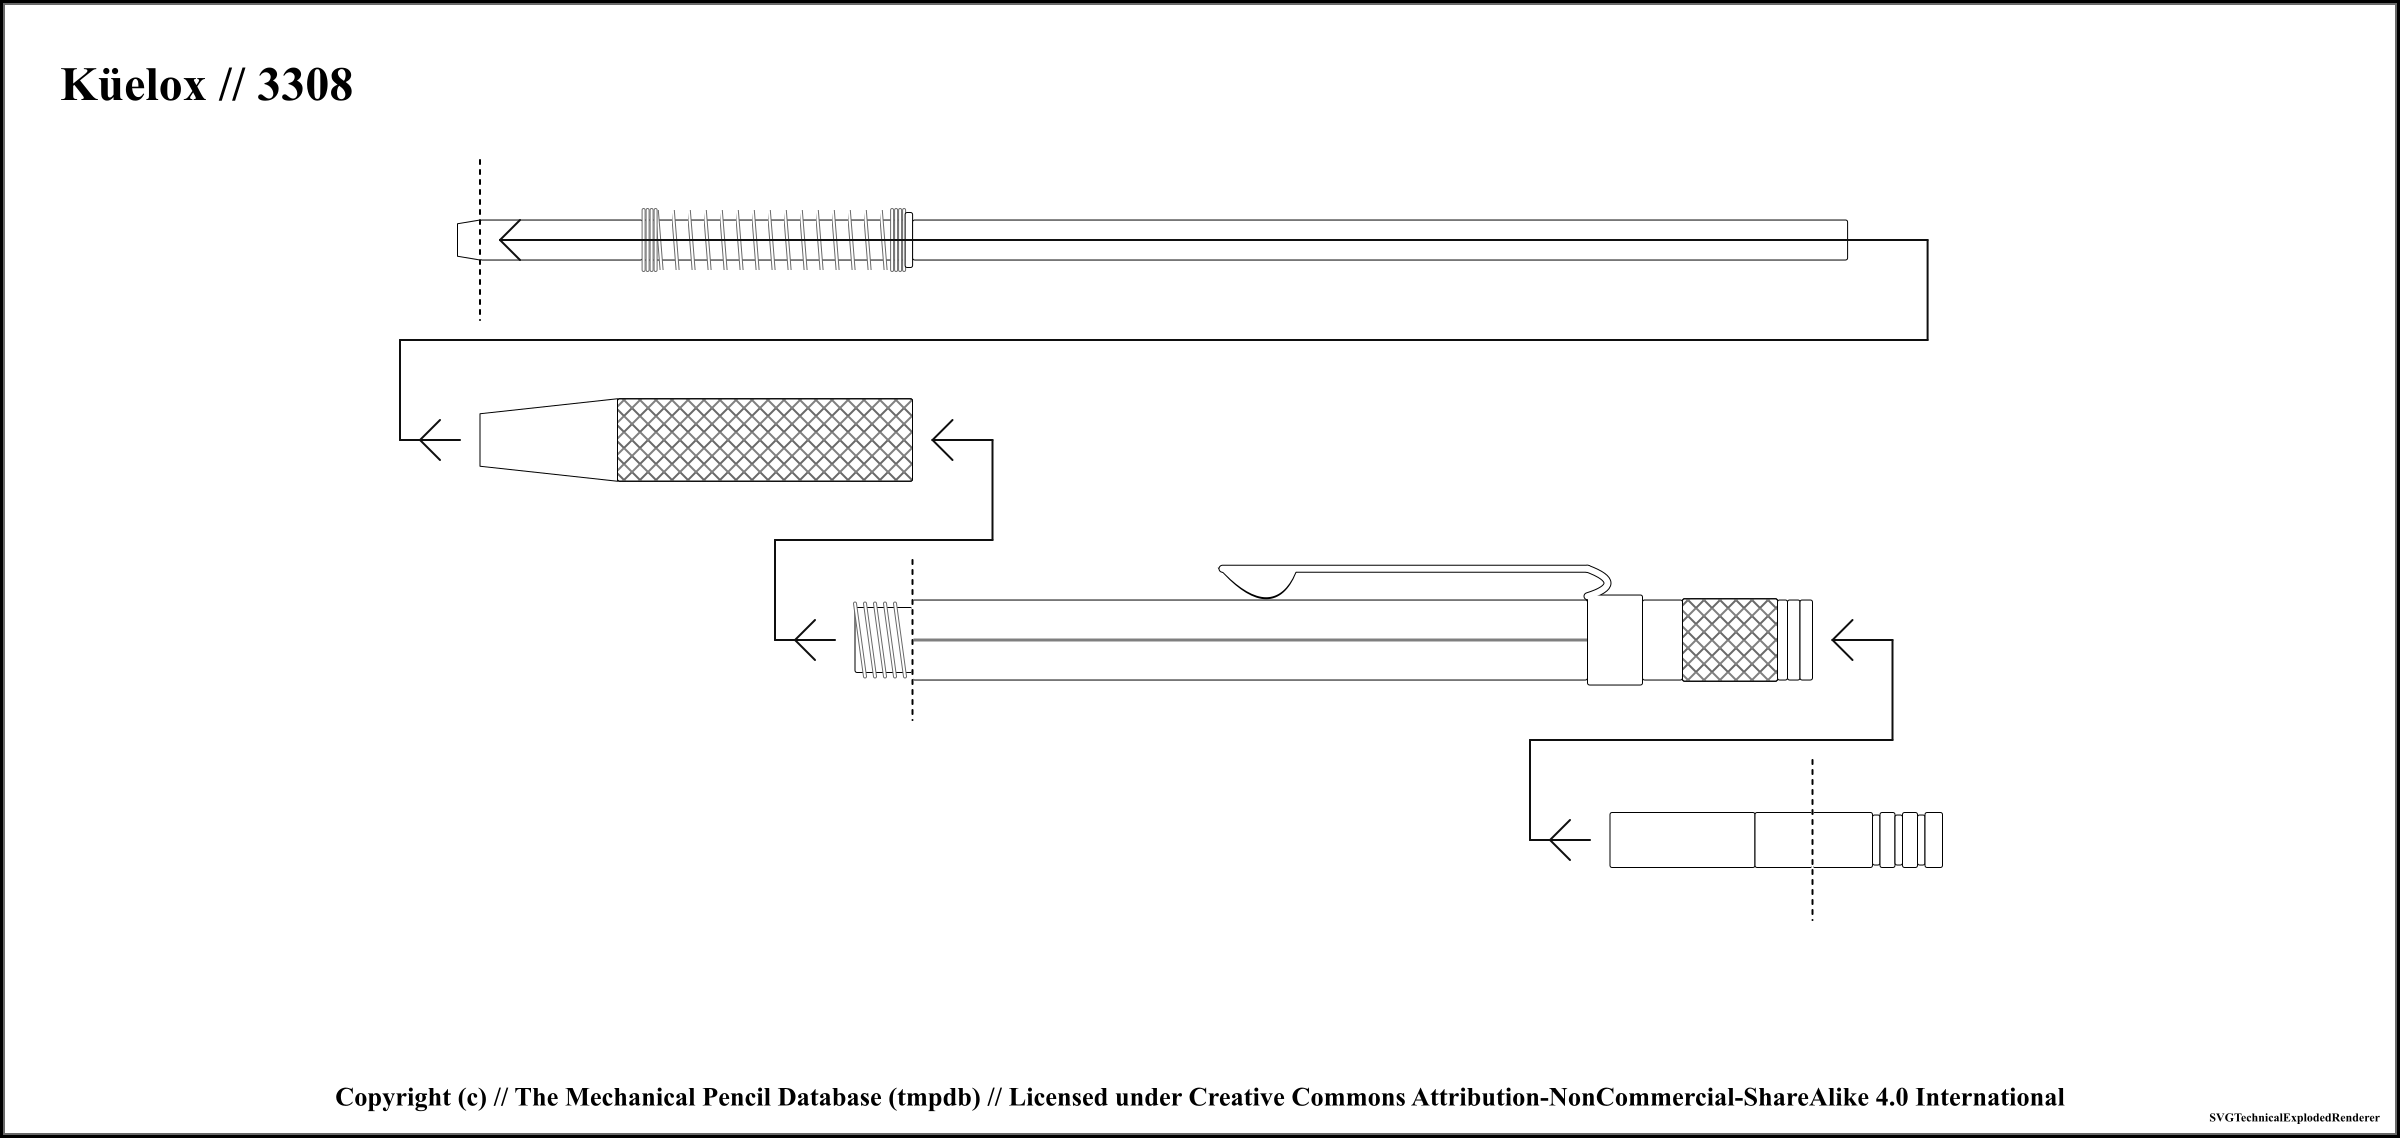 Küelox // 3308
Copyright (c) // The Mechanical Pencil Database (tmpdb) // Licensed under Creative Commons Attribution-NonCommercial-ShareAlike 4.0 International
SVGTechnicalExplodedRenderer